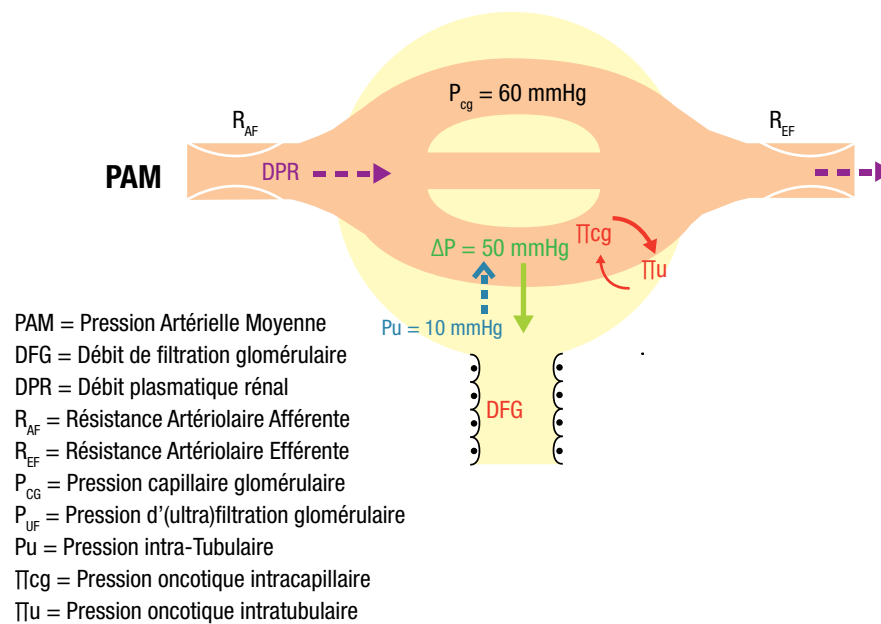 P_cg = 60 mmHg
R_AF
R_EF
PAM
DPR
∏cg
ΔP = 50 mmHg
∏u
Pu = 10 mmHg
DFG
PAM = Pression Artérielle Moyenne
DFG = Débit de filtration glomérulaire
DPR = Débit plasmatique rénal
R_AF = Résistance Artériolaire Afférente
R_EF = Résistance Artériolaire Efférente
P_CG = Pression capillaire glomérulaire
P_UF = Pression d'(ultra)filtration glomérulaire
Pu = Pression intra-Tubulaire
∏cg = Pression oncotique intracapillaire
∏u = Pression oncotique intratubulaire